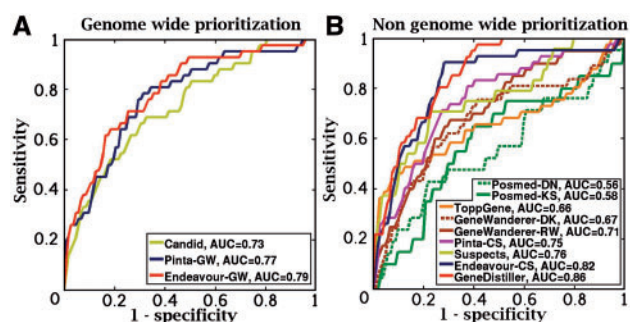 A
Genome wide prioritization
Sensitivity
1
0.8
0.6
0.4
0.2
0
0.2
0.4
0.6
0.8
1
1 - specificity
Candid, AUC=0.73
Pinta-GW, AUC=0.77
Endeavour-GW, AUC=0.79
B
Non genome wide prioritization
Sensitivity
1
0.8
0.6
0.4
0.2
0
0.2
0.4
0.6
0.8
1
1 - specificity
Posmed-DN, AUC=0.56
Posmed-KS, AUC=0.58
ToppGene, AUC=0.66
GeneWanderer-DK, AUC=0.67
GeneWanderer-RW, AUC=0.71
Pinta-CS, AUC=0.75
Suspects, AUC=0.76
Endeavour-CS, AUC=0.82
GeneDistiller, AUC=0.86